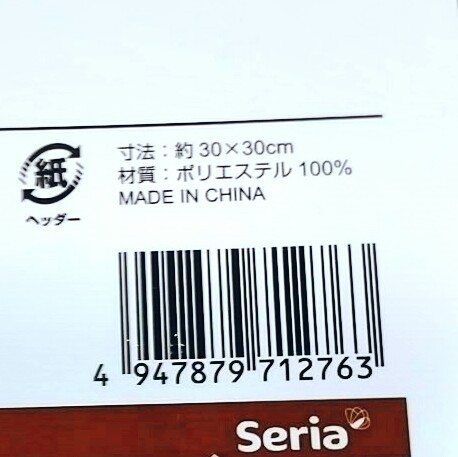 紙
ヘッダー
寸法：約 30×30cm
材質：ポリエステル 100%
MADE IN CHINA
4 947879 712763
Seria